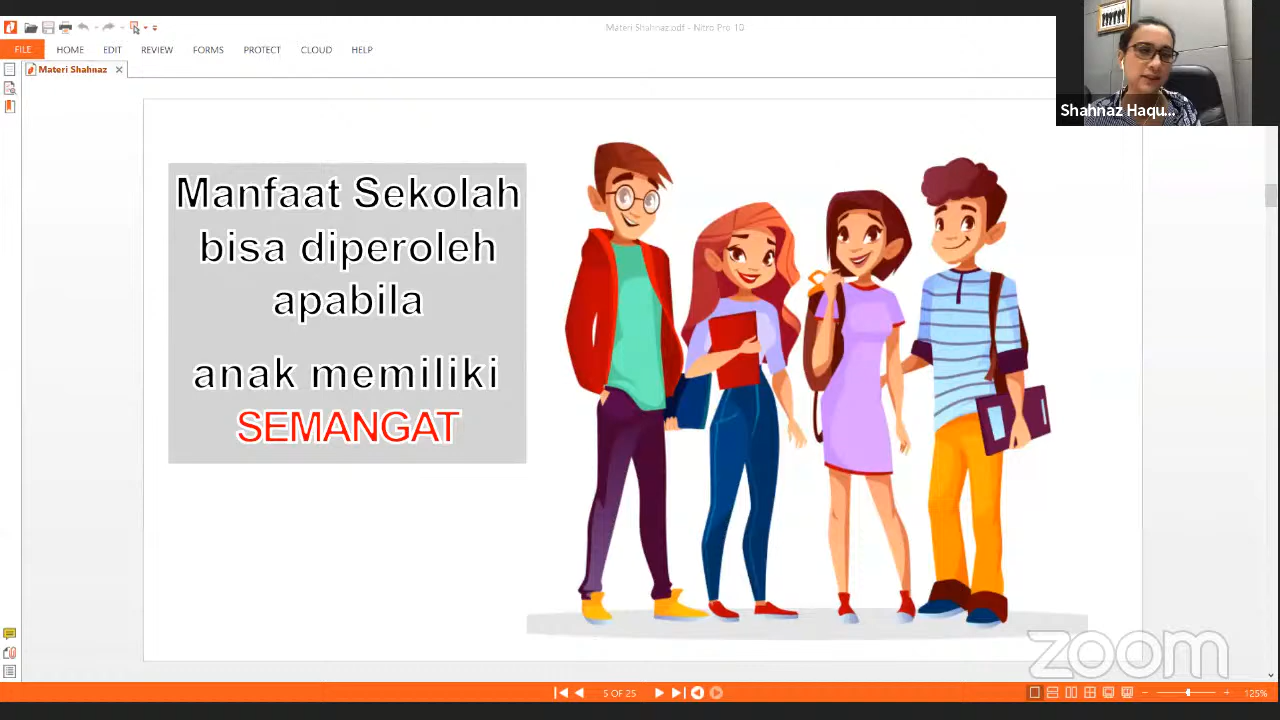 Materi Shahnaz.pdf - Nitro Pro 10
FILE HOME EDIT REVIEW FORMS PROTECT CLOUD HELP
Materi Shahnaz
Shahnaz Haqu...
Manfaat Sekolah
bisa diperoleh
apabila
anak memiliki
SEMANGAT
zoom
5 OF 25
125%